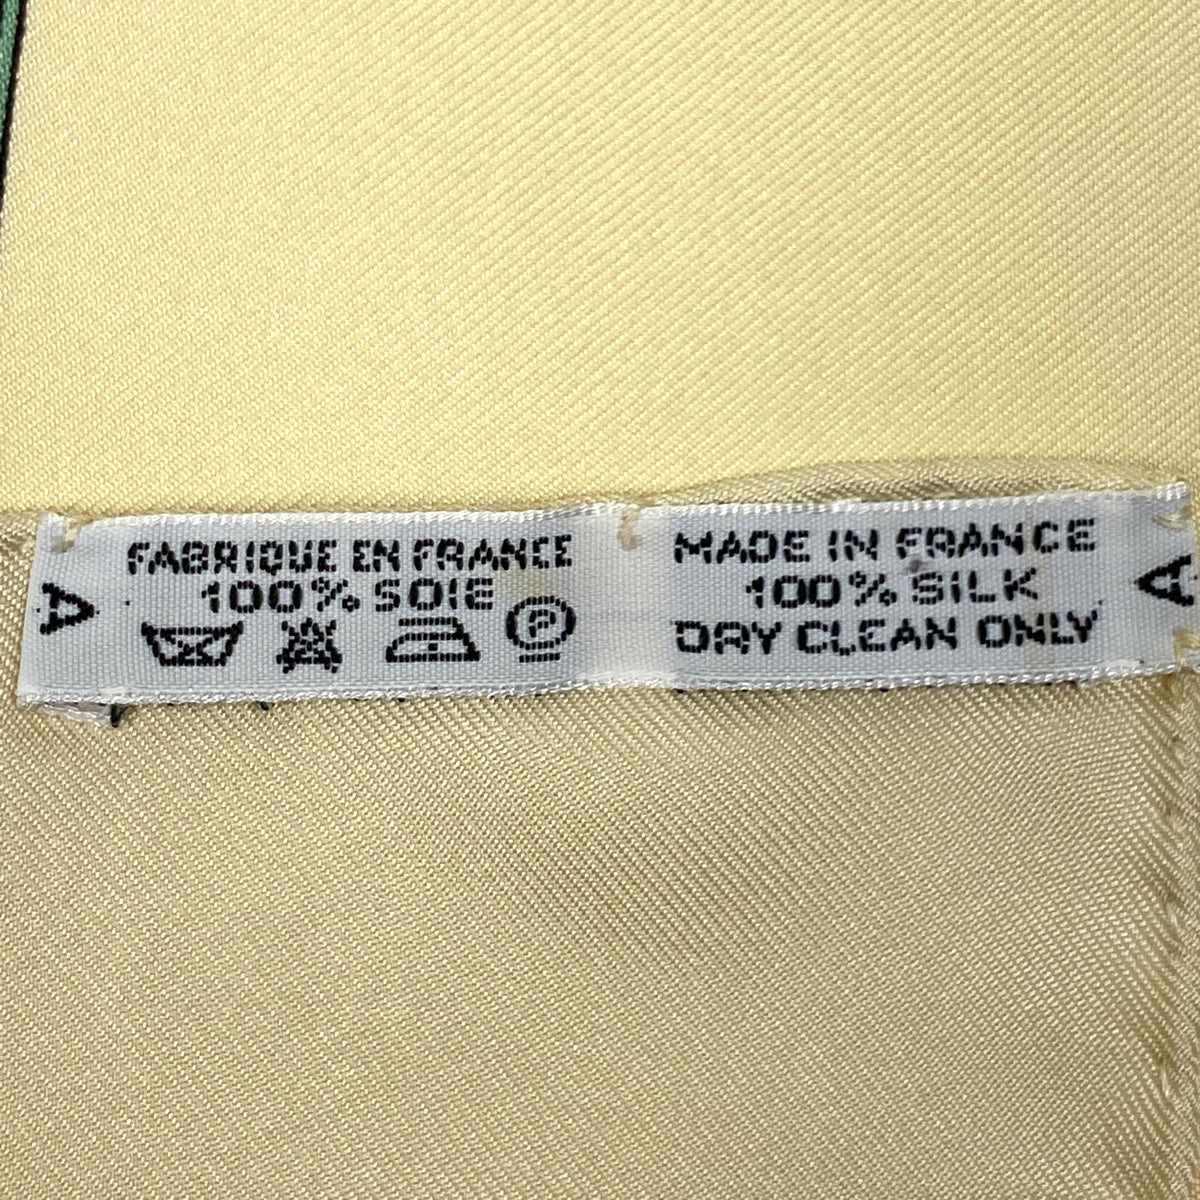 FABRIQUE EN FRANCE
100% SOIE
P
MADE IN FRANCE
100% SILK
DRY CLEAN ONLY
A
A